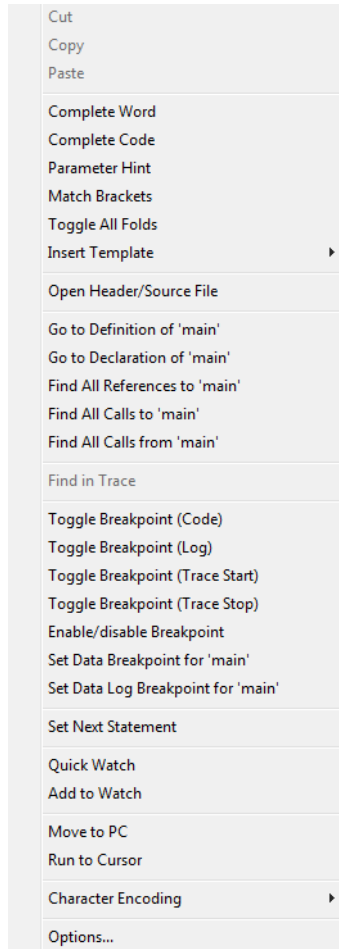 Cut
Copy
Paste
Complete Word
Complete Code
Parameter Hint
Match Brackets
Toggle All Folds
Insert Template
Open Header/Source File
Go to Definition of 'main'
Go to Declaration of 'main'
Find All References to 'main'
Find All Calls to 'main'
Find All Calls from 'main'
Find in Trace
Toggle Breakpoint (Code)
Toggle Breakpoint (Log)
Toggle Breakpoint (Trace Start)
Toggle Breakpoint (Trace Stop)
Enable/disable Breakpoint
Set Data Breakpoint for 'main'
Set Data Log Breakpoint for 'main'
Set Next Statement
Quick Watch
Add to Watch
Move to PC
Run to Cursor
Character Encoding
Options...